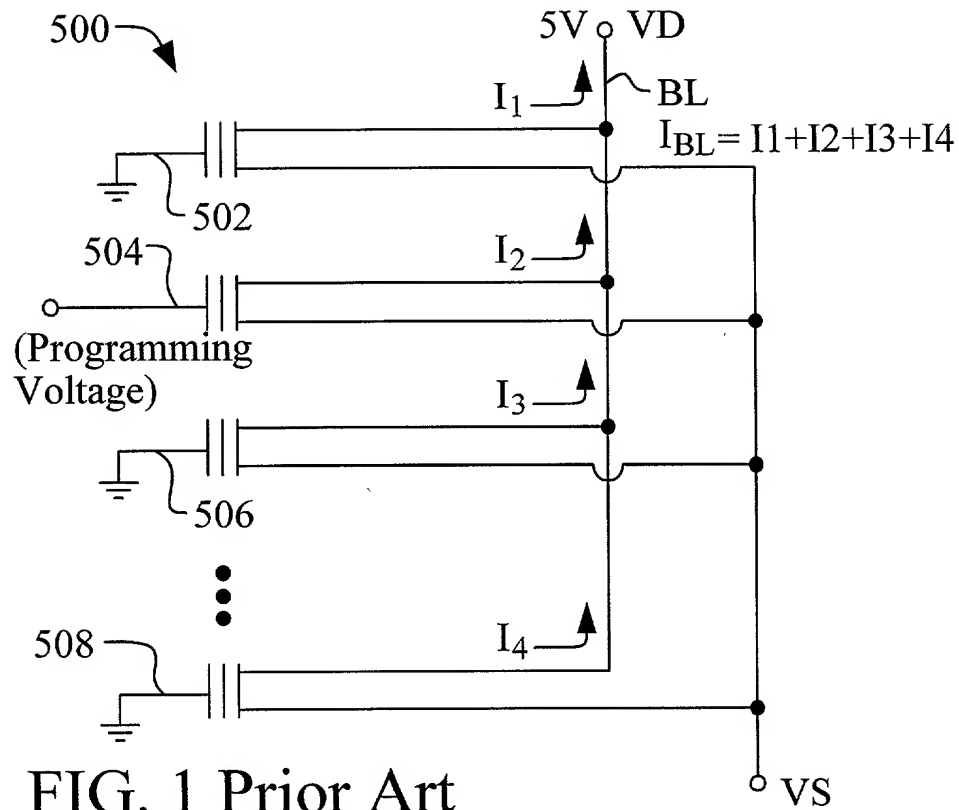 500
5V VD
I1
BL
IBL= I1+I2+I3+I4
502
504
I2
(Programming
Voltage)
I3
506
508
I4
FIG. 1 Prior Art
VS